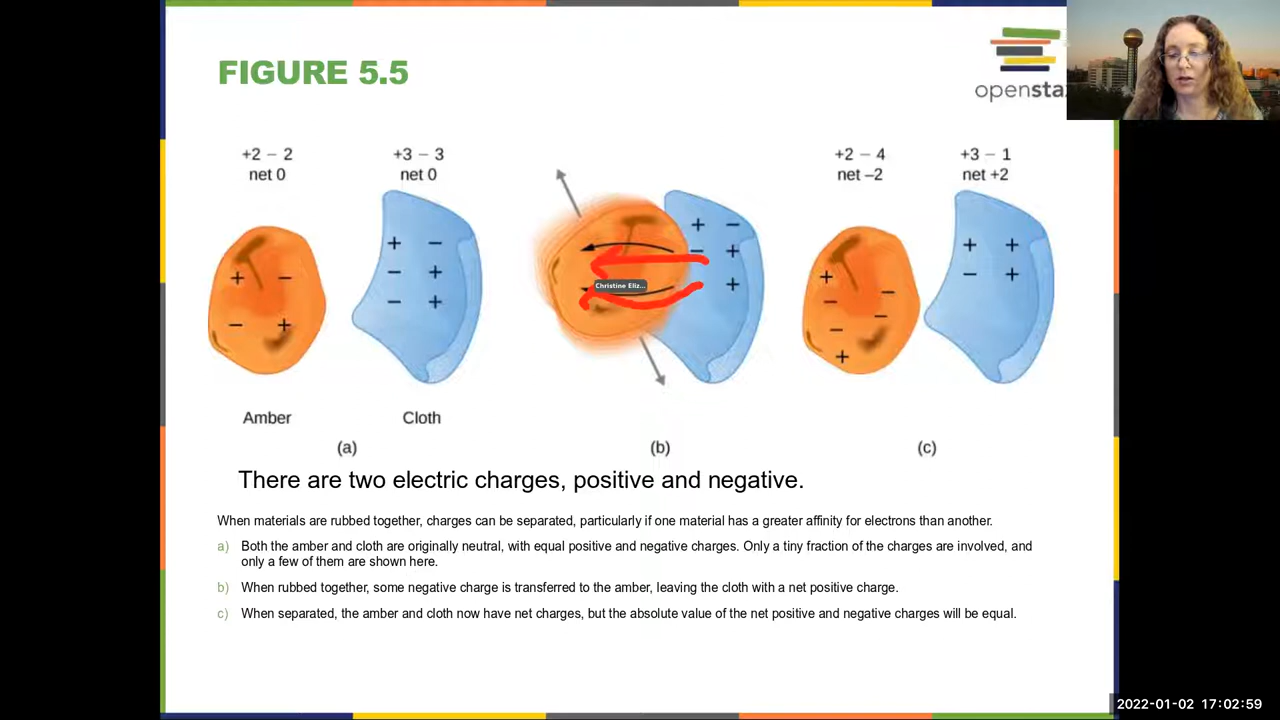 FIGURE 5.5
openstax
+2 − 2
net 0
+3 − 3
net 0
+2 − 4
net −2
+3 − 1
net +2
+ −
− +
+ −
− +
− +
Christine Eliz...
+ −
− +
+
+
−
−
−
−
+
+ +
− +
Amber
Cloth
(a)
(b)
(c)
There are two electric charges, positive and negative.
When materials are rubbed together, charges can be separated, particularly if one material has a greater affinity for electrons than another.
a) Both the amber and cloth are originally neutral, with equal positive and negative charges. Only a tiny fraction of the charges are involved, and
only a few of them are shown here.
b) When rubbed together, some negative charge is transferred to the amber, leaving the cloth with a net positive charge.
c) When separated, the amber and cloth now have net charges, but the absolute value of the net positive and negative charges will be equal.
2022-01-02 17:02:59